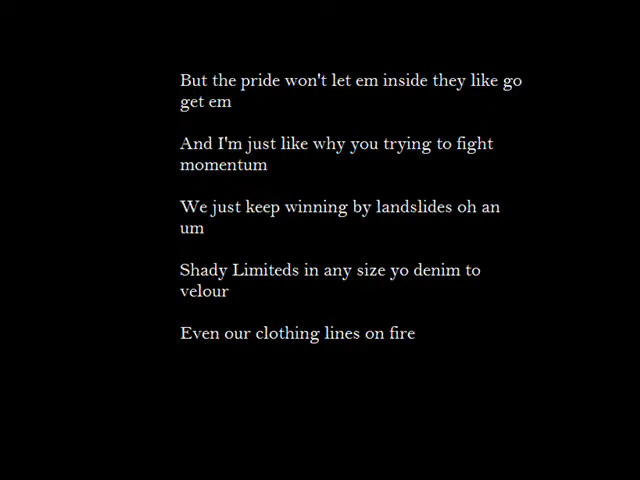 But the pride won't let em inside they like go
get em
And I'm just like why you trying to fight
momentum
We just keep winning by landslides oh an
um
Shady Limiteds in any size yo denim to
velour
Even our clothing lines on fire